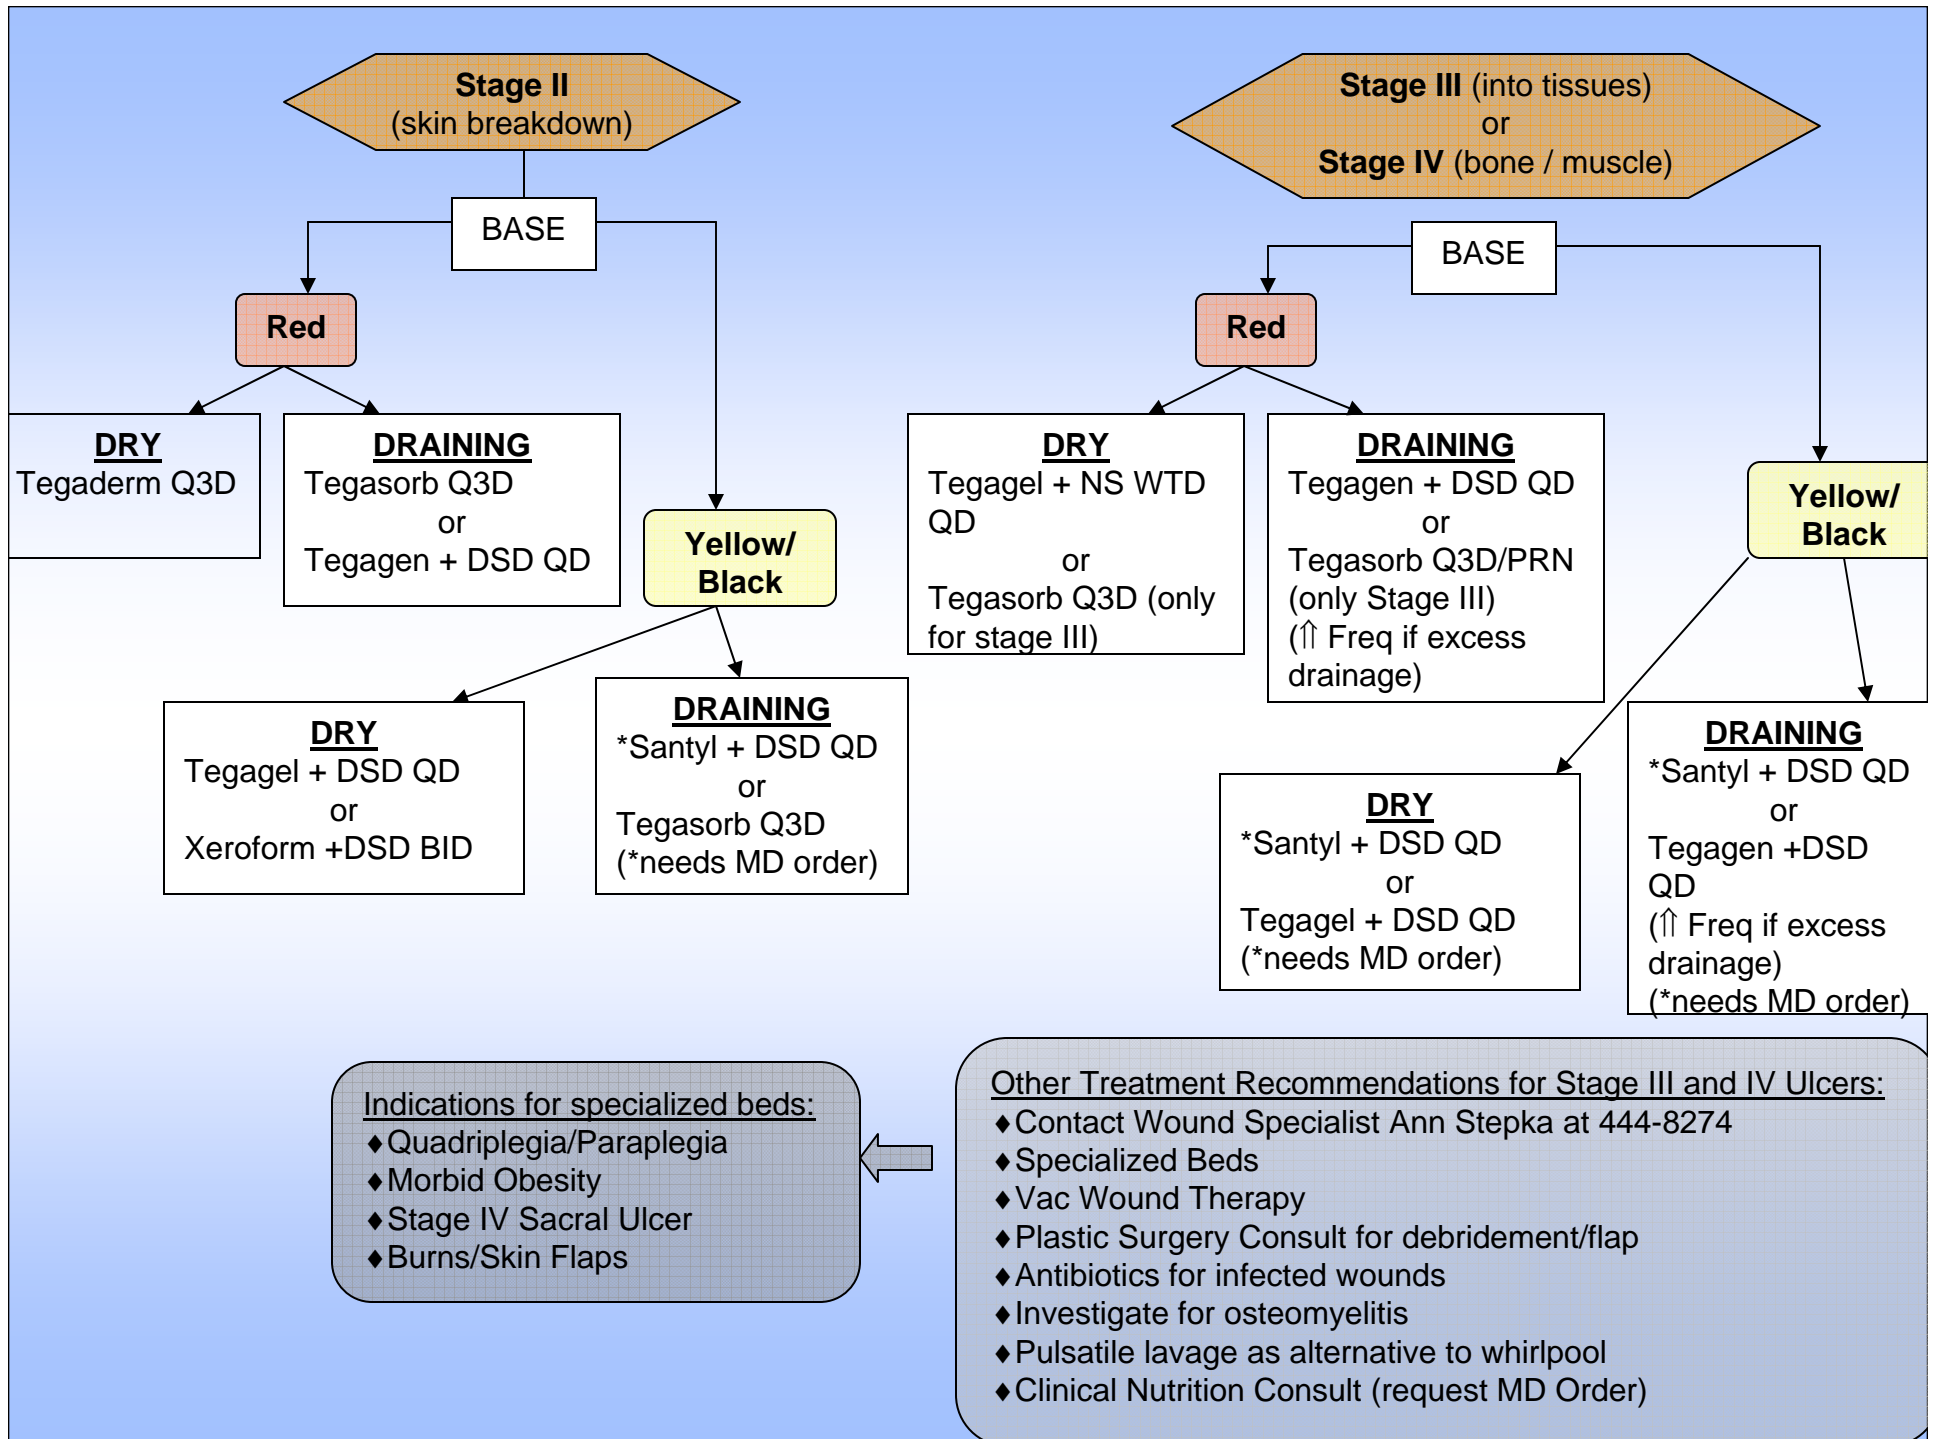 Stage II
(skin breakdown)
BASE
Red
DRY
Tegaderm Q3D
DRAINING
Tegasorb Q3D
or
Tegagen + DSD QD
Yellow/
Black
DRY
Tegagel + DSD QD
or
Xeroform +DSD BID
DRAINING
*Santyl + DSD QD
or
Tegasorb Q3D
(*needs MD order)
Stage III (into tissues)
or
Stage IV (bone / muscle)
BASE
Red
DRY
Tegagel + NS WTD
QD
or
Tegasorb Q3D (only
for stage III)
DRAINING
Tegagen + DSD QD
or
Tegasorb Q3D/PRN
(only Stage III)
(⇑ Freq if excess
drainage)
Yellow/
Black
DRY
*Santyl + DSD QD
or
Tegagel + DSD QD
(*needs MD order)
DRAINING
*Santyl + DSD QD
or
Tegagen +DSD
QD
(⇑ Freq if excess
drainage)
(*needs MD order)
Indications for specialized beds:
♦Quadriplegia/Paraplegia
♦Morbid Obesity
♦Stage IV Sacral Ulcer
♦Burns/Skin Flaps
Other Treatment Recommendations for Stage III and IV Ulcers:
♦Contact Wound Specialist Ann Stepka at 444-8274
♦Specialized Beds
♦Vac Wound Therapy
♦Plastic Surgery Consult for debridement/flap
♦Antibiotics for infected wounds
♦Investigate for osteomyelitis
♦Pulsatile lavage as alternative to whirlpool
♦Clinical Nutrition Consult (request MD Order)